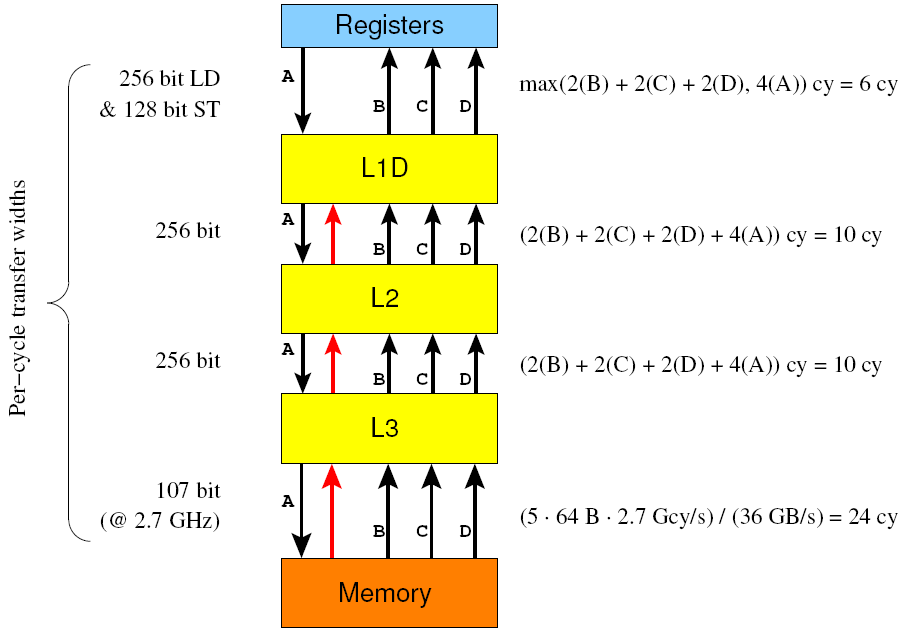 Registers
A
B
C
D
256 bit LD
& 128 bit ST
max(2(B) + 2(C) + 2(D), 4(A)) cy = 6 cy
L1D
A
B
C
D
256 bit
(2(B) + 2(C) + 2(D) + 4(A)) cy = 10 cy
L2
A
B
C
D
256 bit
(2(B) + 2(C) + 2(D) + 4(A)) cy = 10 cy
L3
A
B
C
D
107 bit
(@ 2.7 GHz)
(5 · 64 B · 2.7 Gcy/s) / (36 GB/s) = 24 cy
Memory
Per−cycle transfer widths